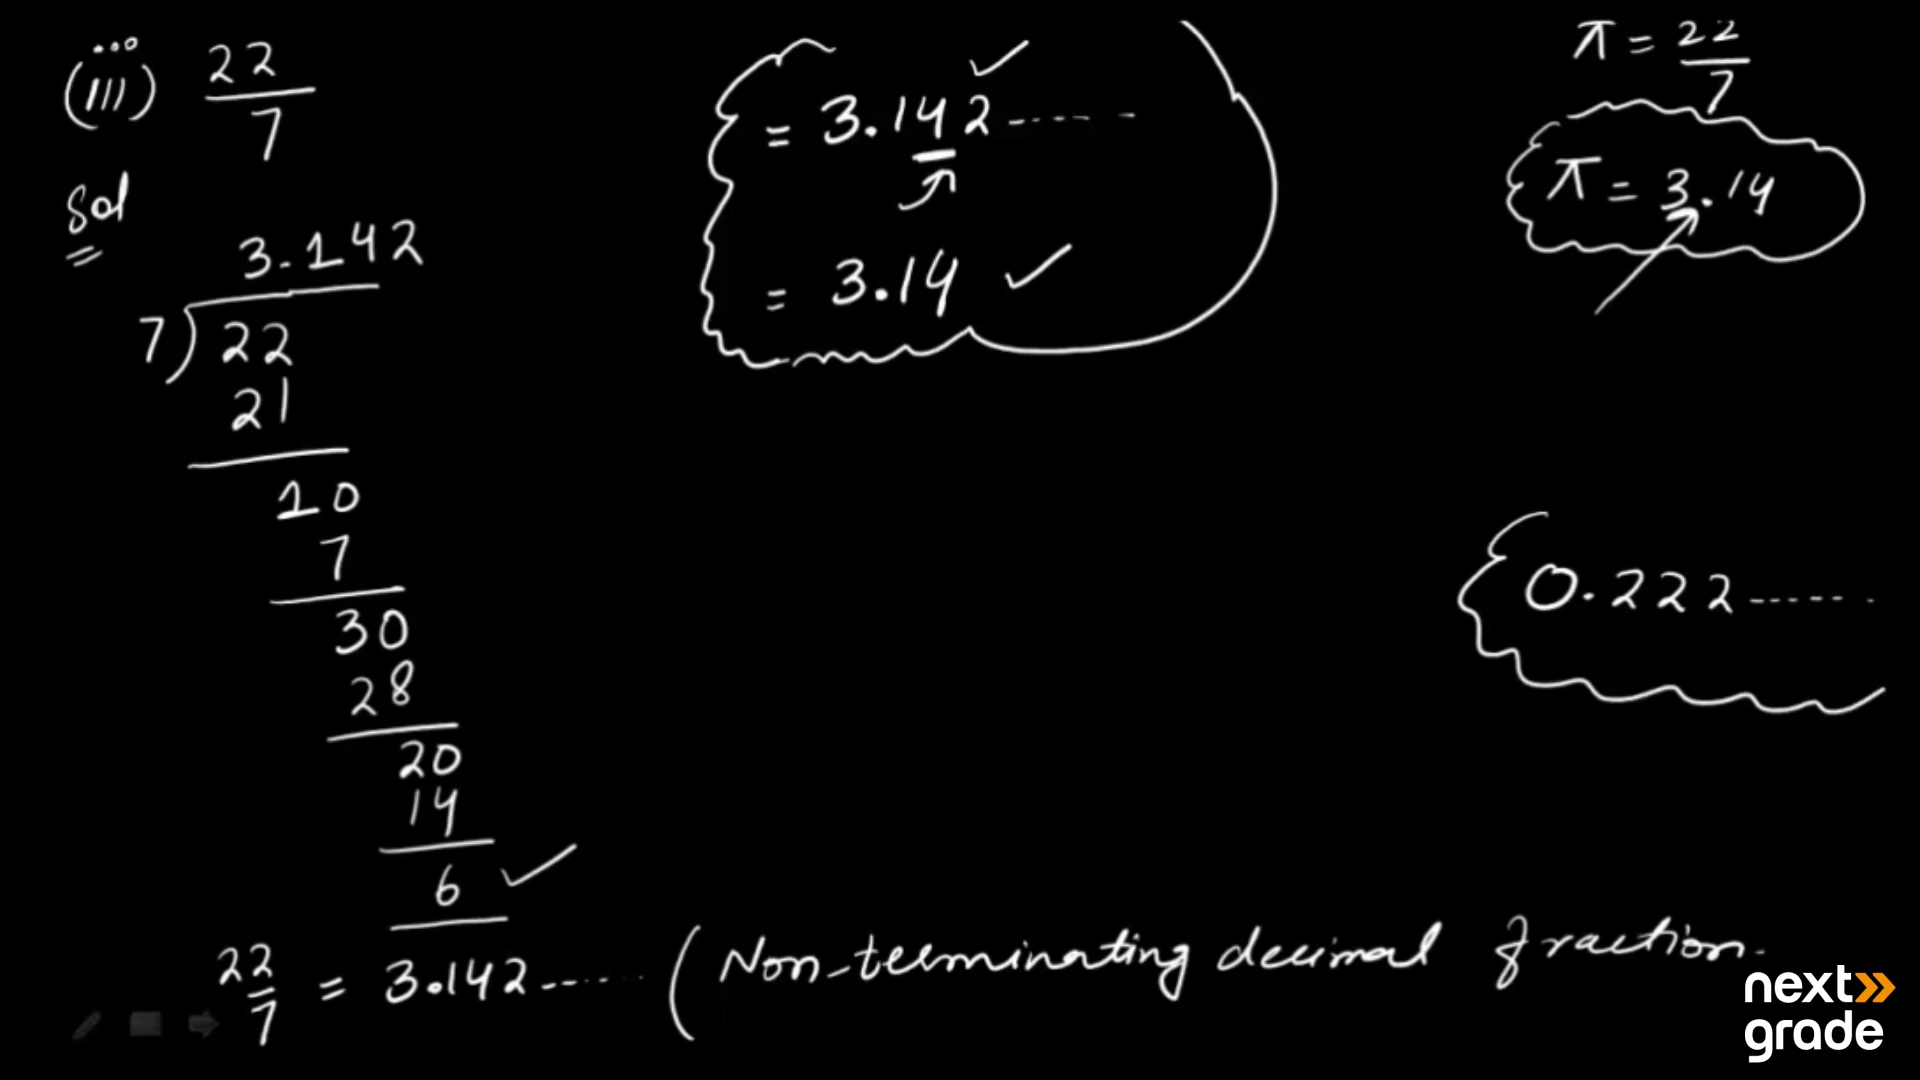 (iii) 22/7
Sol
3.142
7) 22
21
10
7
30
28
20
14
6 ✓
22/7 = 3.142------ (Non-terminating decimal fraction.
= 3.142------ ✓
= 3.14 ✓
π = 22/7
π = 3.14
0.222------
next
grade